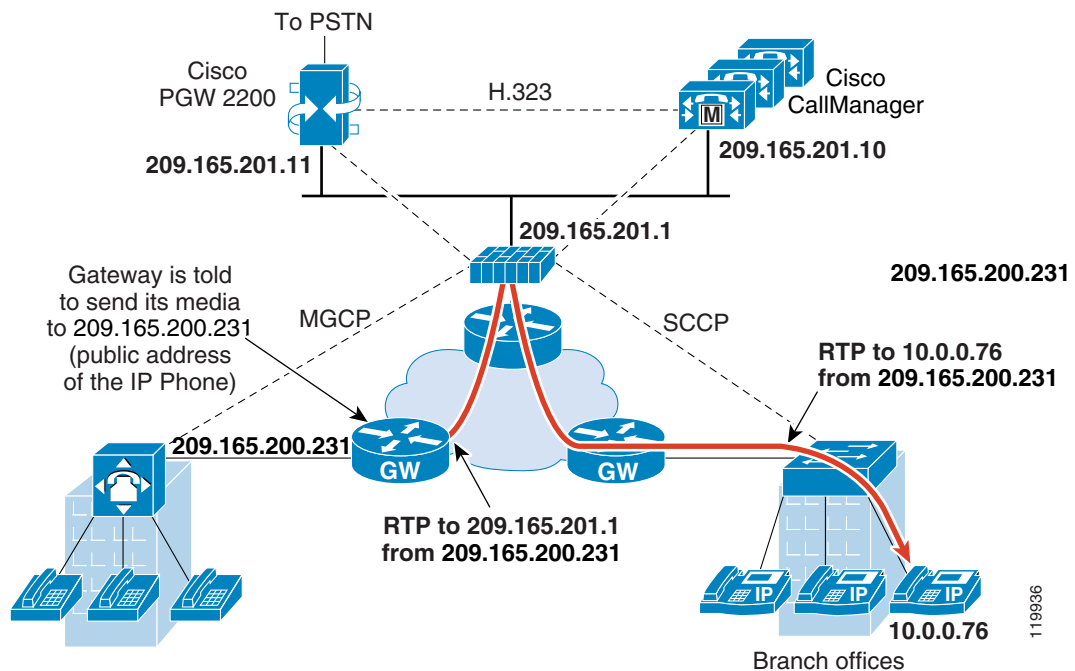 To PSTN
Cisco
PGW 2200
H.323
M
Cisco
CallManager
209.165.201.11
209.165.201.10
209.165.201.1
Gateway is told
to send its media
to 209.165.200.231
(public address
of the IP Phone)
MGCP
SCCP
209.165.200.231
RTP to 10.0.0.76
from 209.165.200.231
209.165.200.231
GW
GW
RTP to 209.165.201.1
from 209.165.200.231
IP
IP
IP
10.0.0.76
Branch offices
119936